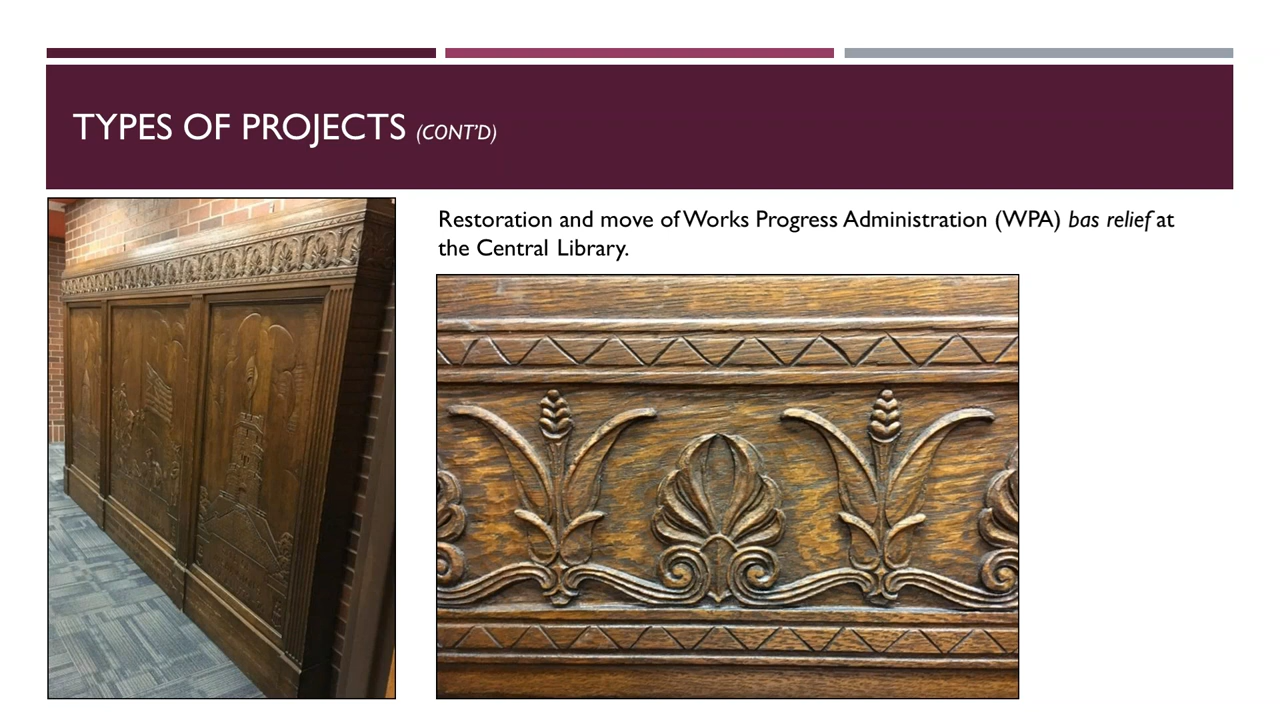 TYPES OF PROJECTS (CONT'D)
Restoration and move of Works Progress Administration (WPA) bas relief at
the Central Library.